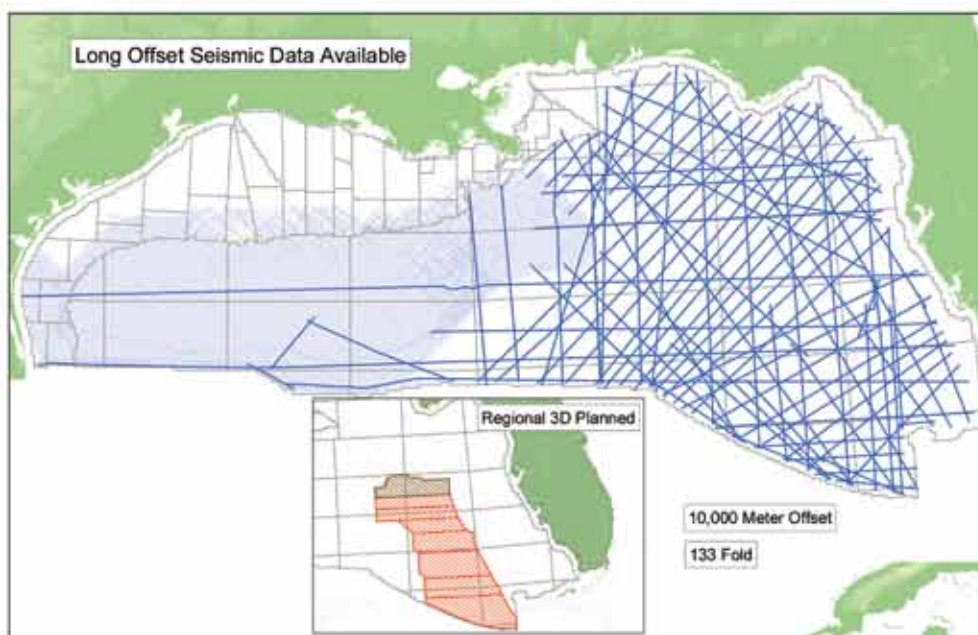 Long Offset Seismic Data Available
Regional 3D Planned
10,000 Meter Offset
133 Fold